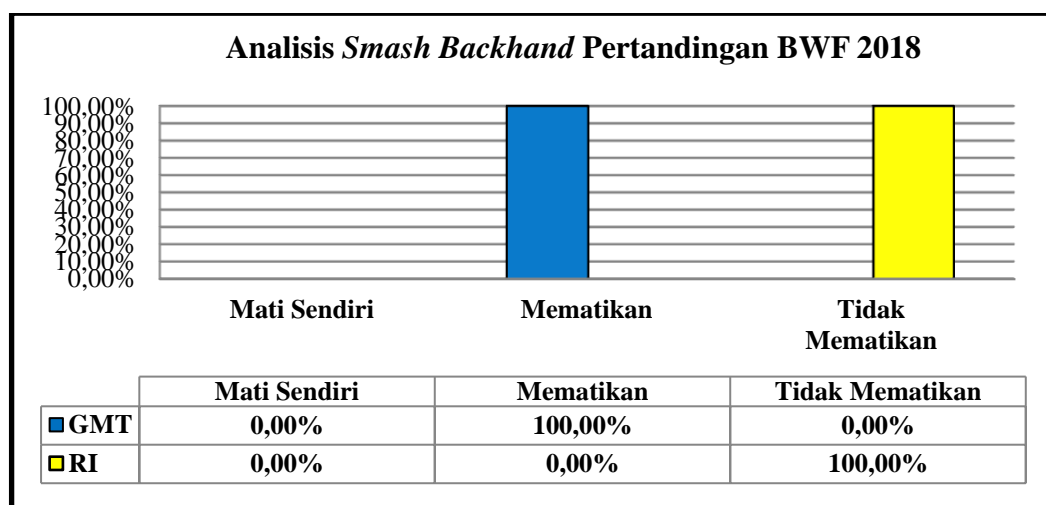 Analisis Smash Backhand Pertandingan BWF 2018
100,00%
90,00%
80,00%
70,00%
60,00%
50,00%
40,00%
30,00%
20,00%
10,00%
0,00%
Mati Sendiri Mematikan Tidak
Mematikan
Mati Sendiri Mematikan Tidak Mematikan
GMT 0,00% 100,00% 0,00%
RI 0,00% 0,00% 100,00%